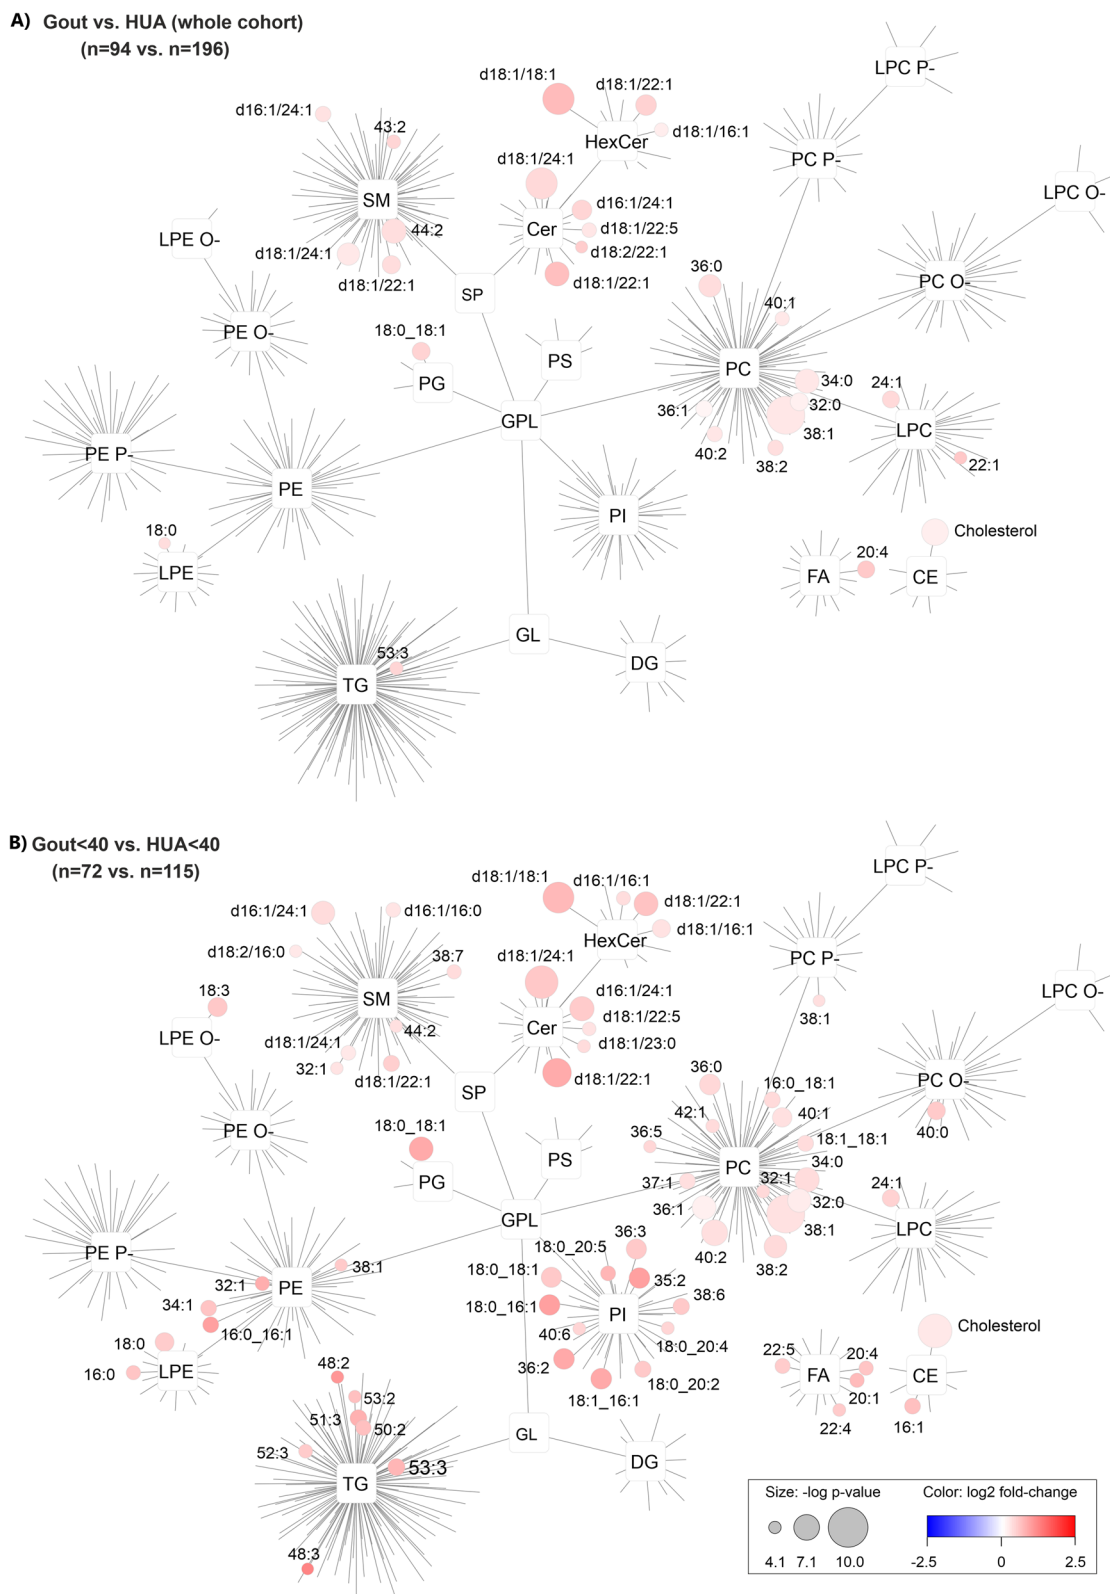 A) Gout vs. HUA (whole cohort)
(n=94 vs. n=196)
LPC P-
d18:1/18:1
d18:1/22:1
d16:1/24:1
43:2
d18:1/16:1
HexCer
PC P-
d18:1/24:1
LPC O-
SM
d16:1/24:1
Cer
d18:1/22:5
44:2
LPE O-
d18:1/24:1
d18:2/22:1
36:0
d18:1/22:1
d18:1/22:1
PC O-
SP
40:1
18:0_18:1
PE O-
PS
PC
PG
34:0
24:1
32:0
36:1
GPL
38:1
LPC
40:2
PE P-
38:2
22:1
PE
PI
18:0
Cholesterol
20:4
LPE
FA
CE
GL
53:3
DG
TG
B) Gout<40 vs. HUA<40
(n=72 vs. n=115)
LPC P-
d18:1/18:1
d16:1/16:1
d18:1/22:1
d16:1/24:1
d16:1/16:0
d18:1/16:1
HexCer
d18:2/16:0
38:7
d18:1/24:1
PC P-
18:3
SM
LPC O-
d16:1/24:1
38:1
d18:1/22:5
LPE O-
44:2
Cer
d18:1/24:1
d18:1/23:0
32:1
36:0
d18:1/22:1
d18:1/22:1
16:0_18:1
PC O-
SP
42:1
40:1
18:0_18:1
40:0
PE O-
36:5
18:1_18:1
PS
34:0
PC
32:1
PG
37:1
24:1
32:0
36:1
GPL
38:1
LPC
36:3
40:2
PE P-
18:0_20:5
38:2
38:1
18:0_18:1
32:1
PE
35:2
38:6
34:1
18:0_16:1
PI
16:0_16:1
40:6
Cholesterol
18:0
18:0_20:4
22:5
20:4
48:2
36:2
16:0
LPE
FA
CE
18:0_20:2
53:2
20:1
18:1_16:1
51:3
50:2
22:4
16:1
GL
52:3
53:3
DG
TG
Size: -log p-value
Color: log2 fold-change
48:3
4.1 7.1 10.0
-2.5 0 2.5